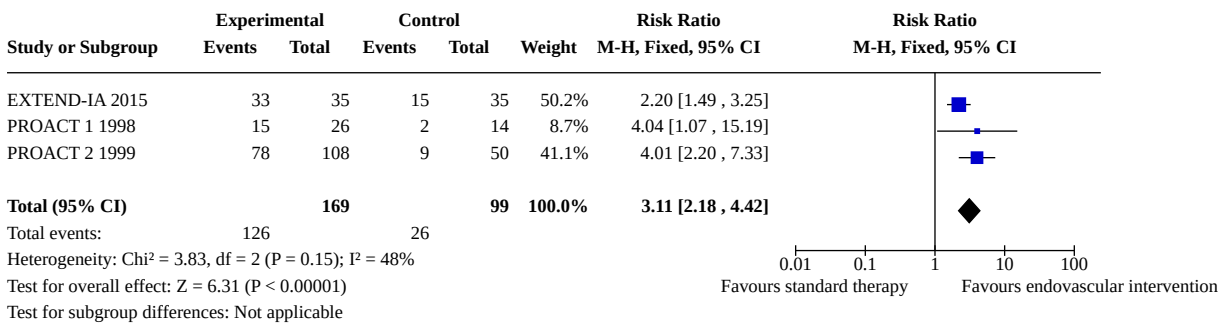 Experimental Control Risk Ratio Risk Ratio
Study or Subgroup Events Total Events Total Weight M-H, Fixed, 95% CI M-H, Fixed, 95% CI
EXTEND-IA 2015 33 35 15 35 50.2% 2.20 [1.49 , 3.25]
PROACT 1 1998 15 26 2 14 8.7% 4.04 [1.07 , 15.19]
PROACT 2 1999 78 108 9 50 41.1% 4.01 [2.20 , 7.33]
Total (95% CI) 169 99 100.0% 3.11 [2.18 , 4.42]
Total events: 126 26
Heterogeneity: Chi² = 3.83, df = 2 (P = 0.15); I² = 48%
0.01 0.1 1 10 100
Test for overall effect: Z = 6.31 (P < 0.00001) Favours standard therapy Favours endovascular intervention
Test for subgroup differences: Not applicable